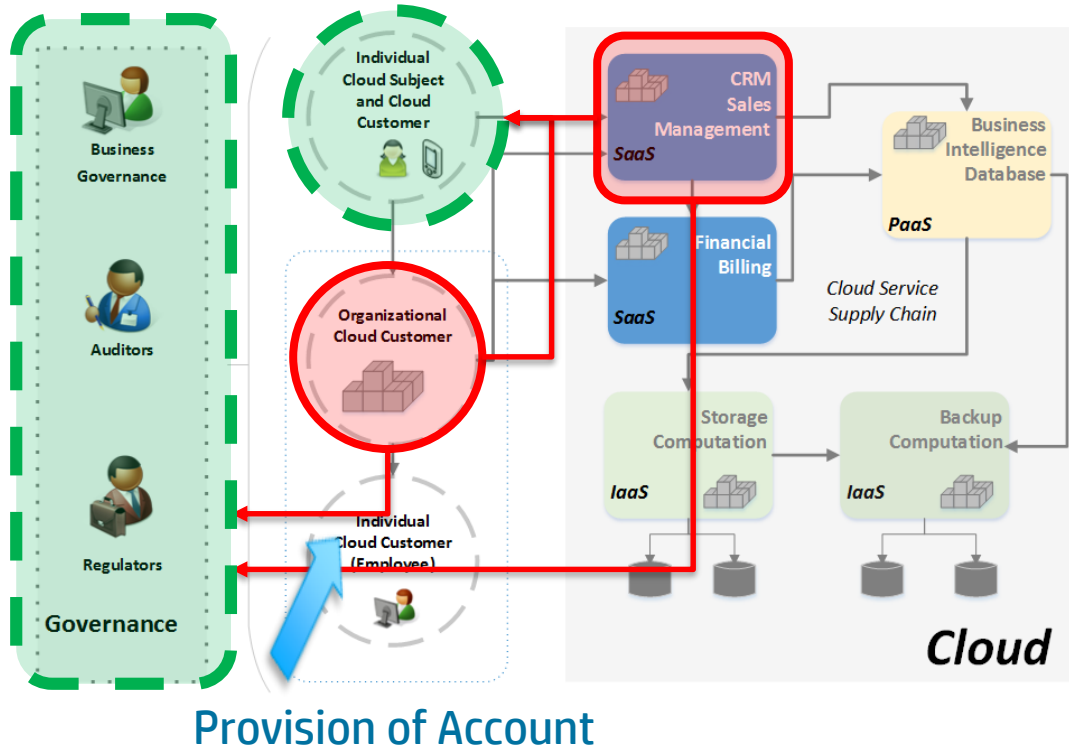 Business
Governance
Auditors
Regulators
Governance
Individual
Cloud Subject
and Cloud
Customer
Organizational
Cloud Customer
Individual
Cloud Customer
(Employee)
CRM
Sales
Management
SaaS
Financial
Billing
SaaS
Business
Intelligence
Database
PaaS
Cloud Service
Supply Chain
Storage
Computation
IaaS
Backup
Computation
IaaS
Cloud
Provision of Account